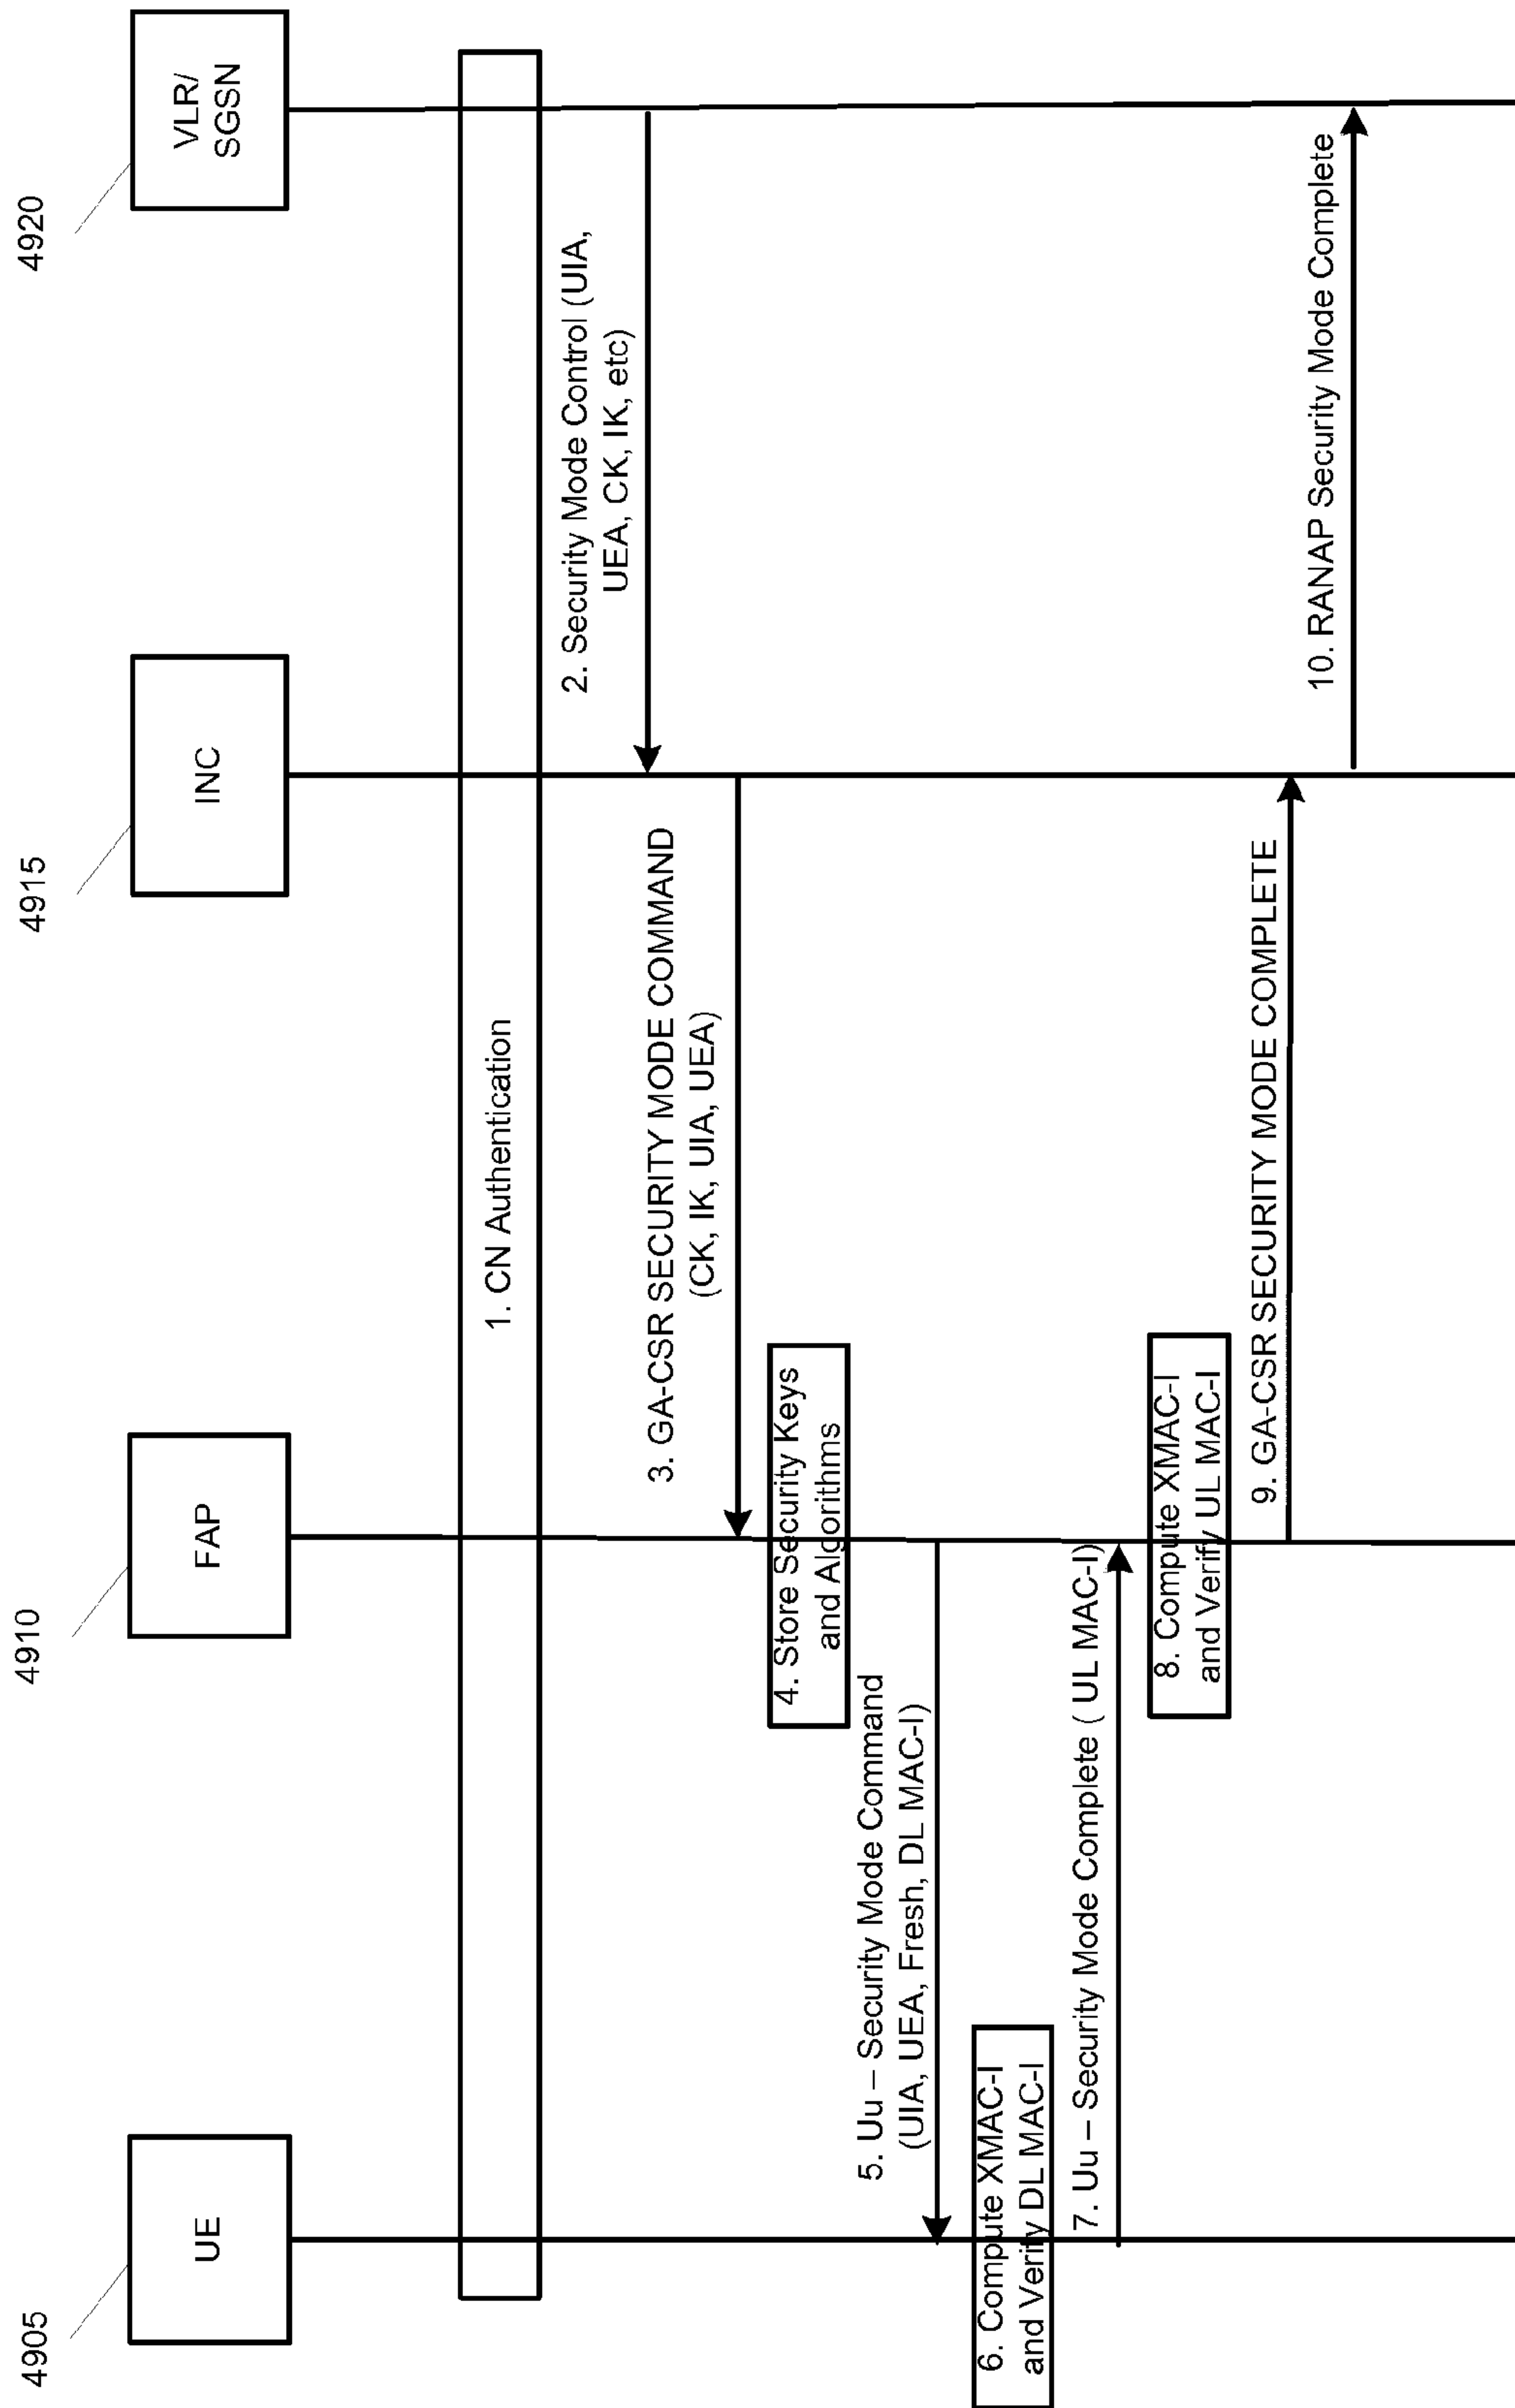 4905
4910
4915
4920
UE
FAP
INC
VLR/
SGSN
1. CN Authentication
2. Security Mode Control (UIA,
UEA, CK, IK, etc)
3. GA-CSR SECURITY MODE COMMAND
(CK, IK, UIA, UEA)
4. Store Security Keys
and Algorithms
5. Uu – Security Mode Command
(UIA, UEA, Fresh, DL MAC-I)
6. Compute XMAC-I
and Verify DL MAC-I
7. Uu – Security Mode Complete ( UL MAC-I)
8. Compute XMAC-I
and Verify UL MAC-I
9. GA-CSR SECURITY MODE COMPLETE
10. RANAP Security Mode Complete